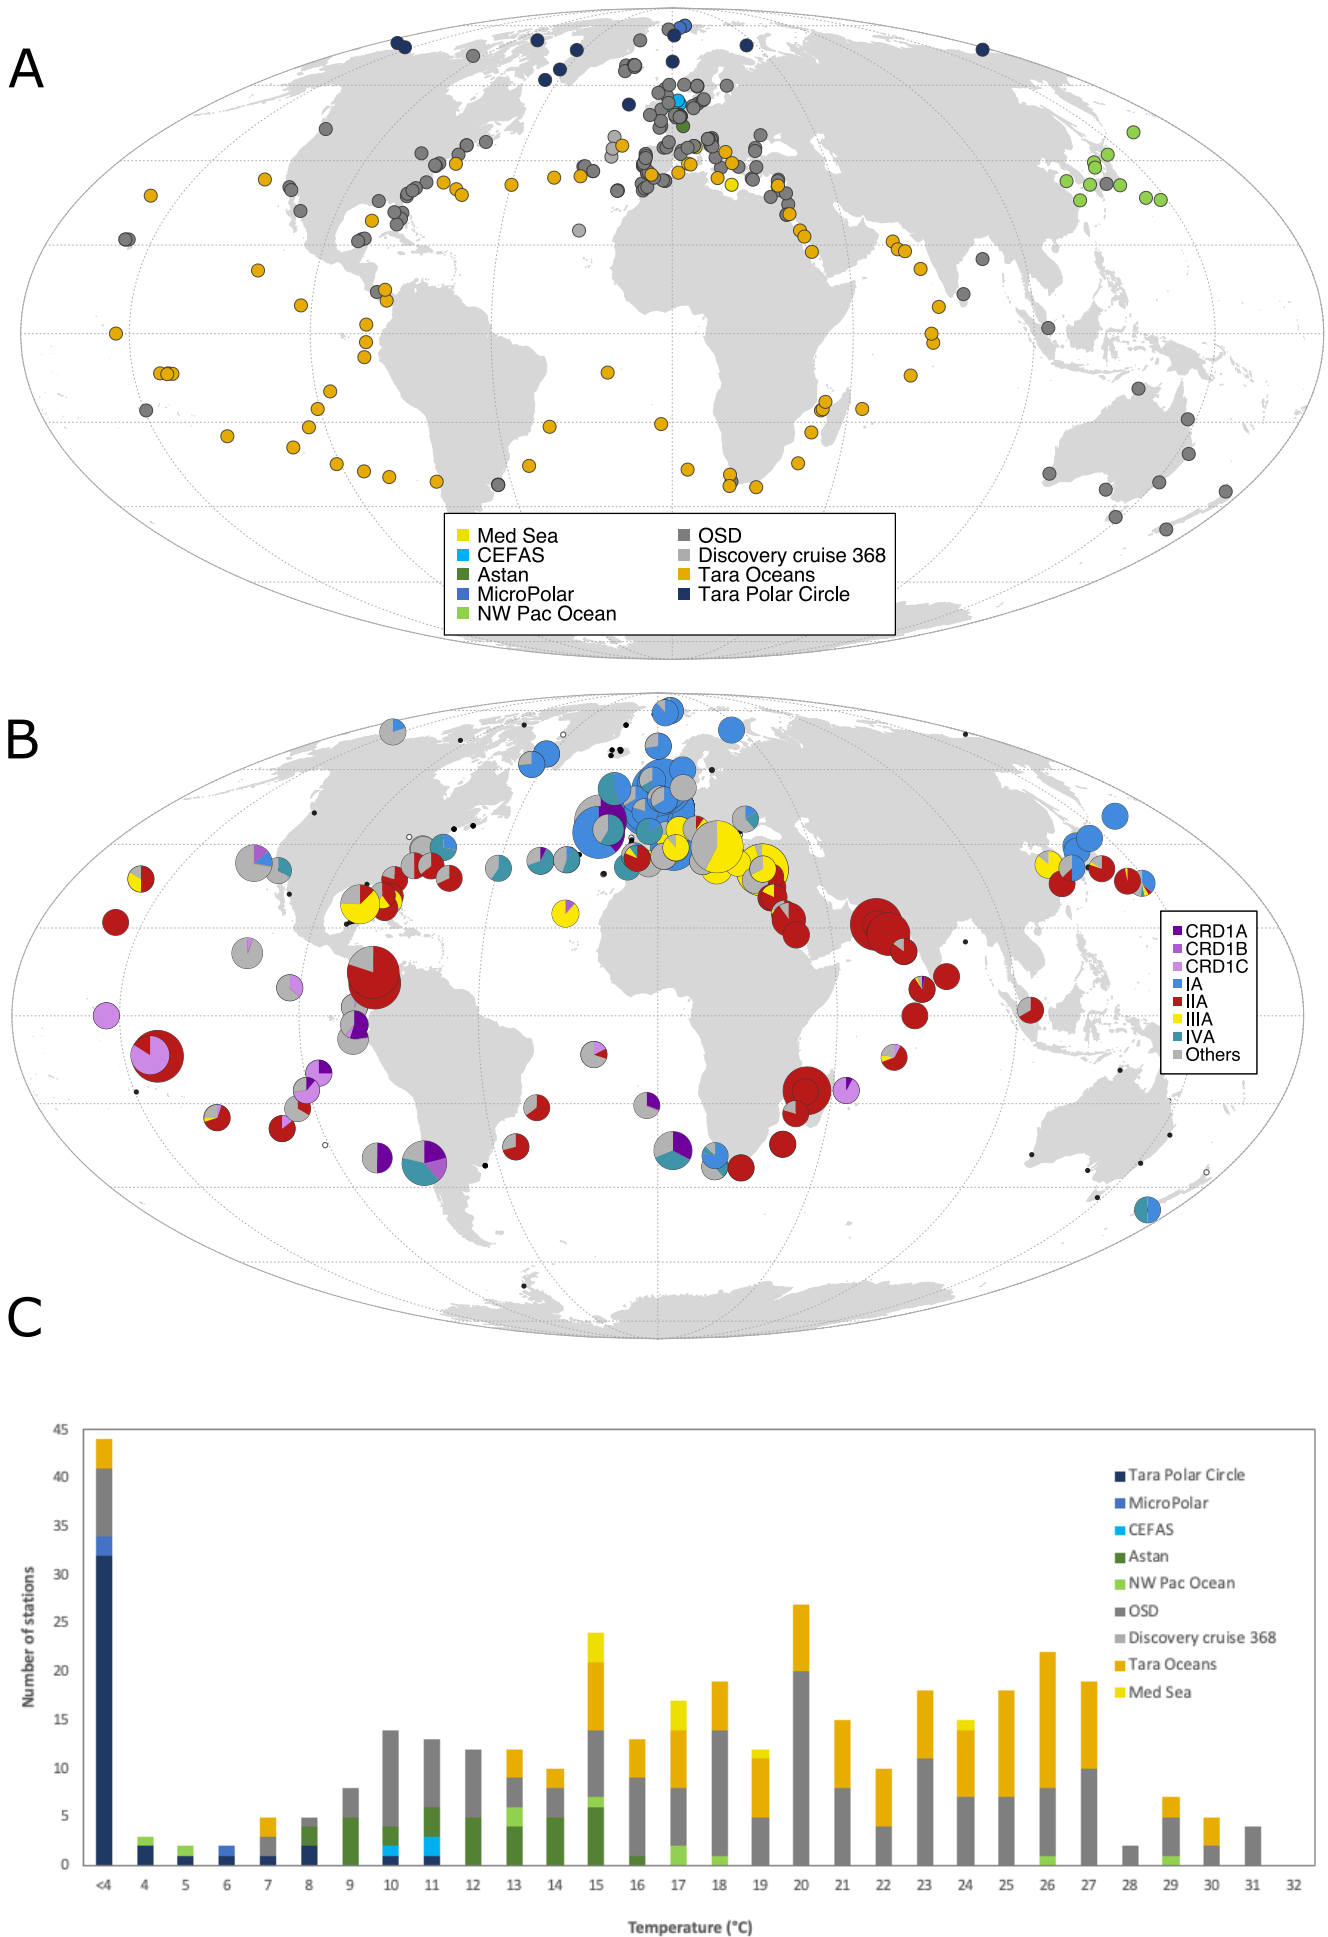 A
Med Sea
CEFAS
Astan
MicroPolar
NW Pac Ocean
OSD
Discovery cruise 368
Tara Oceans
Tara Polar Circle
B
CRD1A
CRD1B
CRD1C
IA
IIA
IIIA
IVA
Others
C
45
40
35
30
25
20
15
10
5
0
Number of stations
Tara Polar Circle
MicroPolar
CEFAS
Astan
NW Pac Ocean
OSD
Discovery cruise 368
Tara Oceans
Med Sea
<4 4 5 6 7 8 9 10 11 12 13 14 15 16 17 18 19 20 21 22 23 24 25 26 27 28 29 30 31 32
Temperature (°C)